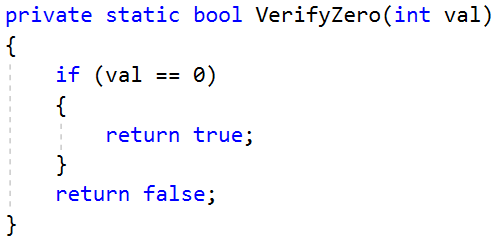 private static bool VerifyZero(int val)
{
    if (val == 0)
    {
        return true;
    }
    return false;
}